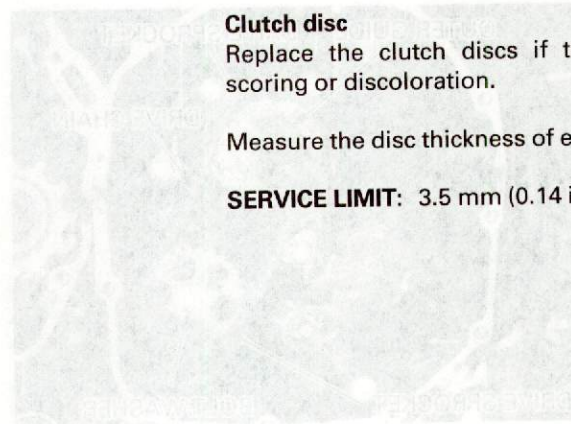 Clutch disc
Replace the clutch discs if t
scoring or discoloration.
Measure the disc thickness of e
SERVICE LIMIT: 3.5 mm (0.14 i